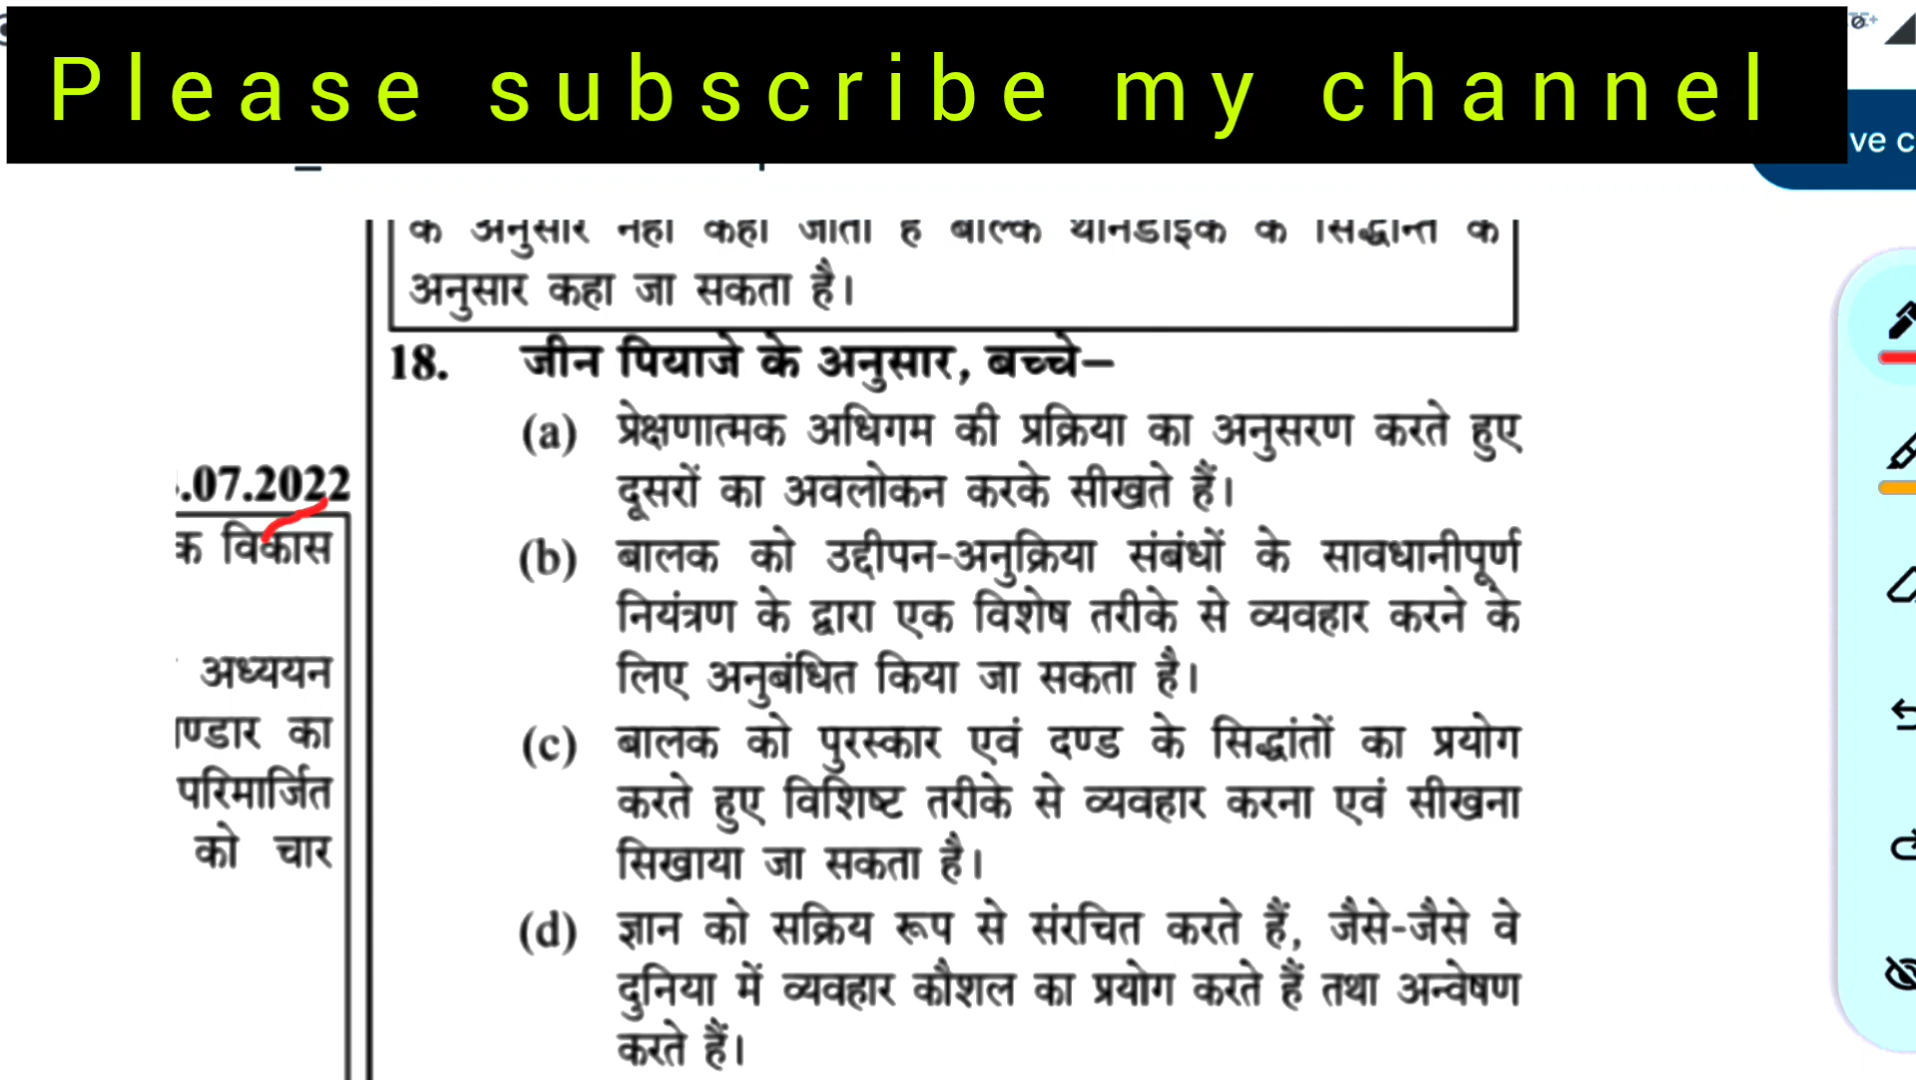 Please subscribe my channel
ve c
अनुसार कहा जा सकता है।
.07.2022
क विकास
अध्ययन
ण्डार का
परिमार्जित
को चार
18. जीन पियाजे के अनुसार, बच्चे–
(a) प्रेक्षणात्मक अधिगम की प्रक्रिया का अनुसरण करते हुए
दूसरों का अवलोकन करके सीखते हैं।
(b) बालक को उद्दीपन-अनुक्रिया संबंधों के सावधानीपूर्ण
नियंत्रण के द्वारा एक विशेष तरीके से व्यवहार करने के
लिए अनुबंधित किया जा सकता है।
(c) बालक को पुरस्कार एवं दण्ड के सिद्धांतों का प्रयोग
करते हुए विशिष्ट तरीके से व्यवहार करना एवं सीखना
सिखाया जा सकता है।
(d) ज्ञान को सक्रिय रूप से संरचित करते हैं, जैसे-जैसे वे
दुनिया में व्यवहार कौशल का प्रयोग करते हैं तथा अन्वेषण
करते हैं।